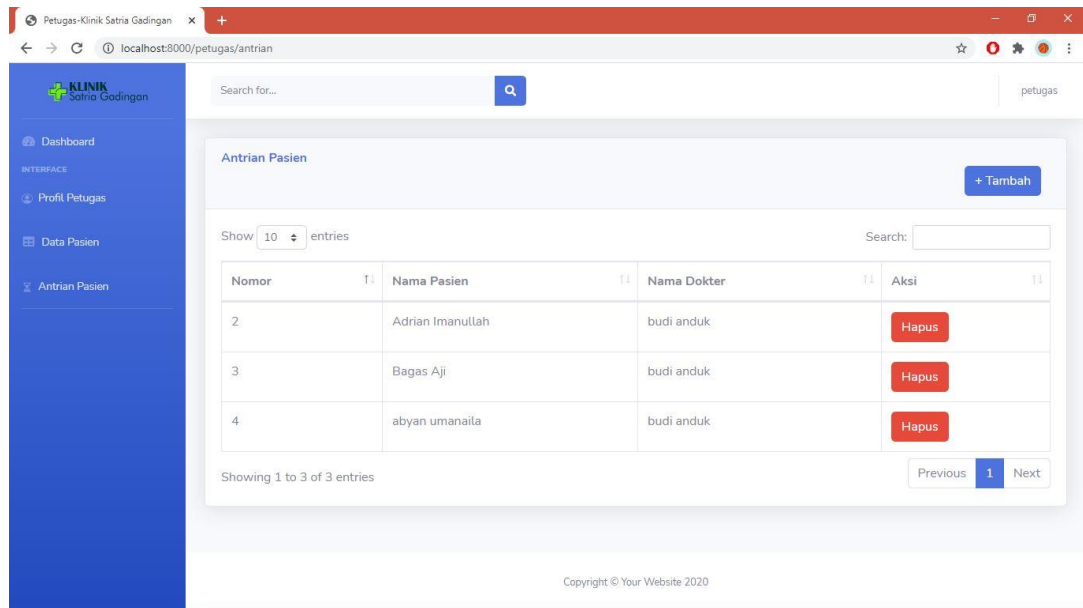 Petugas-Klinik Satria Gadingan
localhost:8000/petugas/antrian
KLINIK
Satria Gadingan
Search for...
petugas
Dashboard
INTERFACE
Profil Petugas
Data Pasien
Antrian Pasien
Antrian Pasien
+ Tambah
Show 10 entries
Search:
Nomor Nama Pasien Nama Dokter Aksi
2 Adrian Imanullah budi anduk Hapus
3 Bagas Aji budi anduk Hapus
4 abyan umanaila budi anduk Hapus
Showing 1 to 3 of 3 entries
Previous 1 Next
Copyright © Your Website 2020